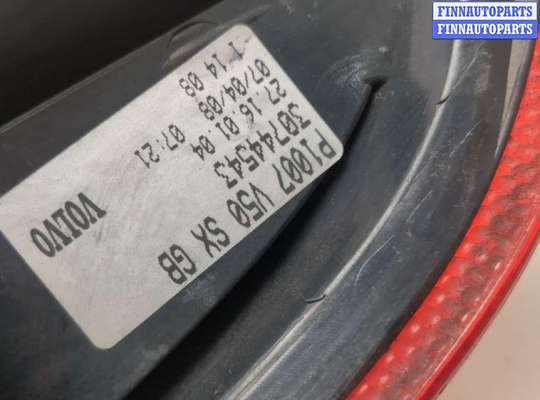 FINNAUTOPARTS
FINNAUTOPARTS
P1007 V50 SX GB
30744543
27.16.01.04 07:21
07/04/08
1 14 08
VOLVO